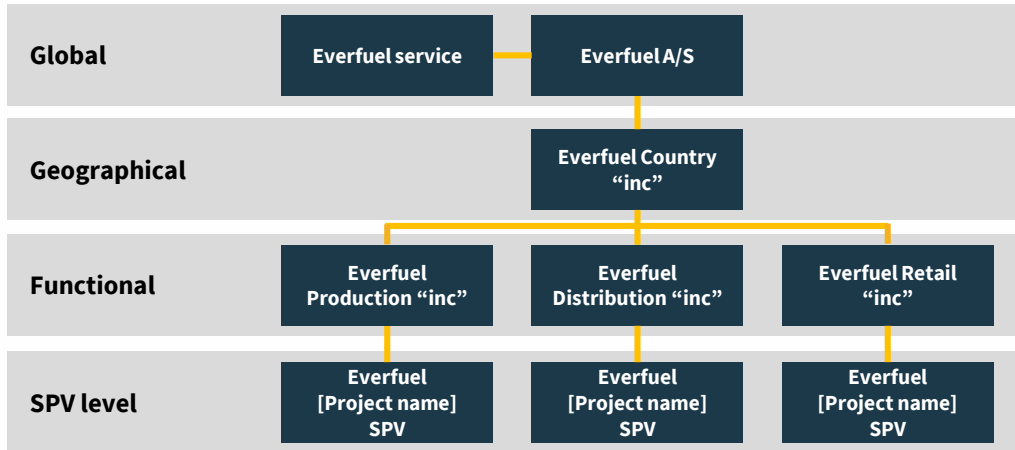 Global
Everfuel service
Everfuel A/S
Geographical
Everfuel Country
“inc”
Functional
Everfuel
Production “inc”
Everfuel
Distribution “inc”
Everfuel Retail
“inc”
SPV level
Everfuel
[Project name]
SPV
Everfuel
[Project name]
SPV
Everfuel
[Project name]
SPV